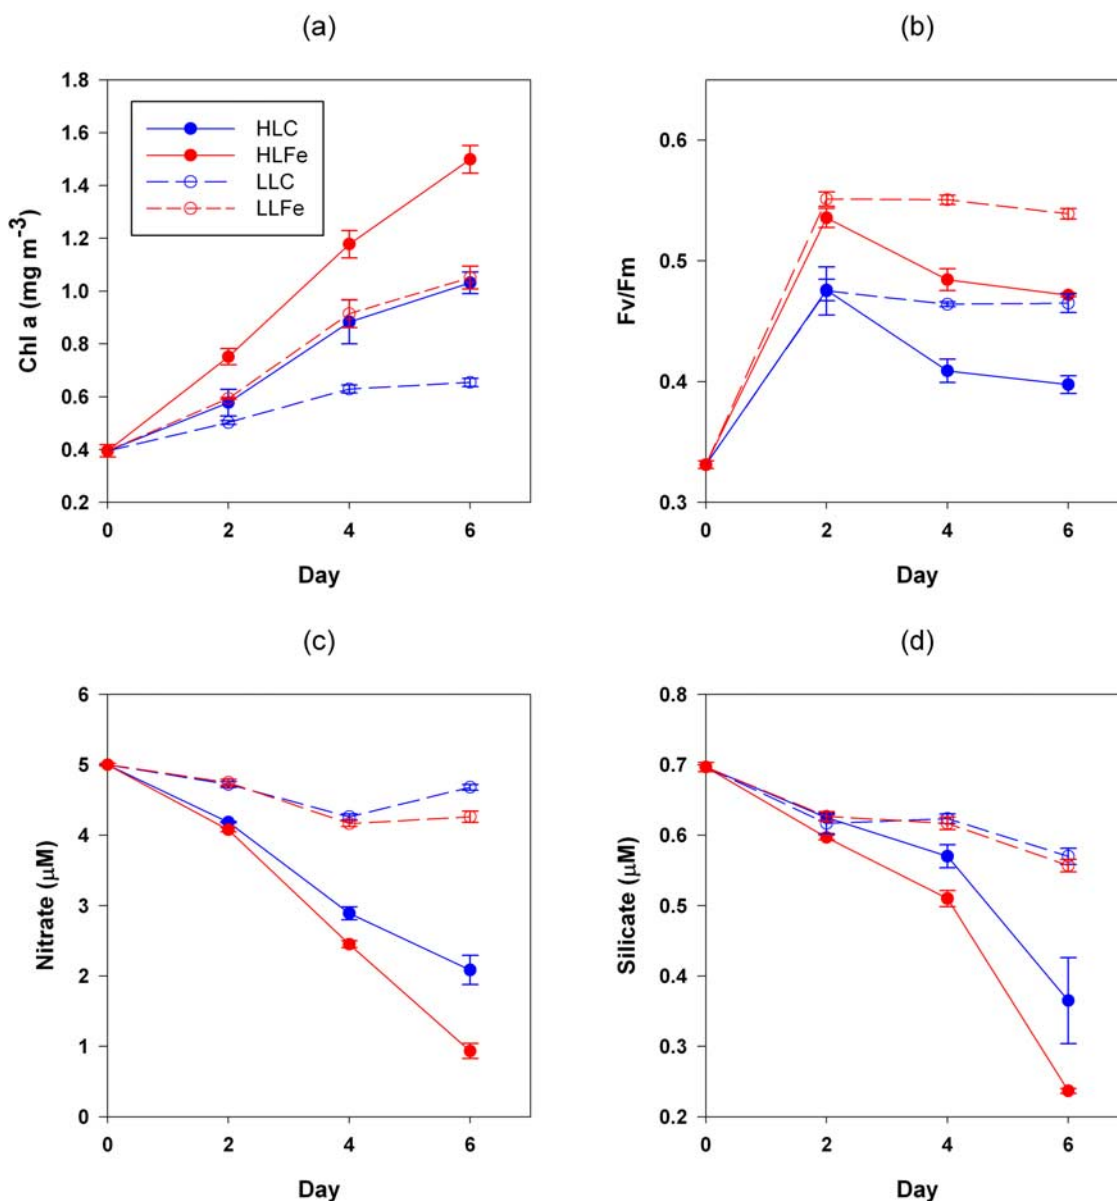 (a)
Chl a (mg m⁻³)
1.8
1.6
1.4
1.2
1.0
0.8
0.6
0.4
0.2
HLC
HLFe
LLC
LLFe
0 2 4 6
Day
(b)
Fv/Fm
0.6
0.5
0.4
0.3
0 2 4 6
Day
(c)
Nitrate (μM)
6
5
4
3
2
1
0
0 2 4 6
Day
(d)
Silicate (μM)
0.8
0.7
0.6
0.5
0.4
0.3
0.2
0 2 4 6
Day